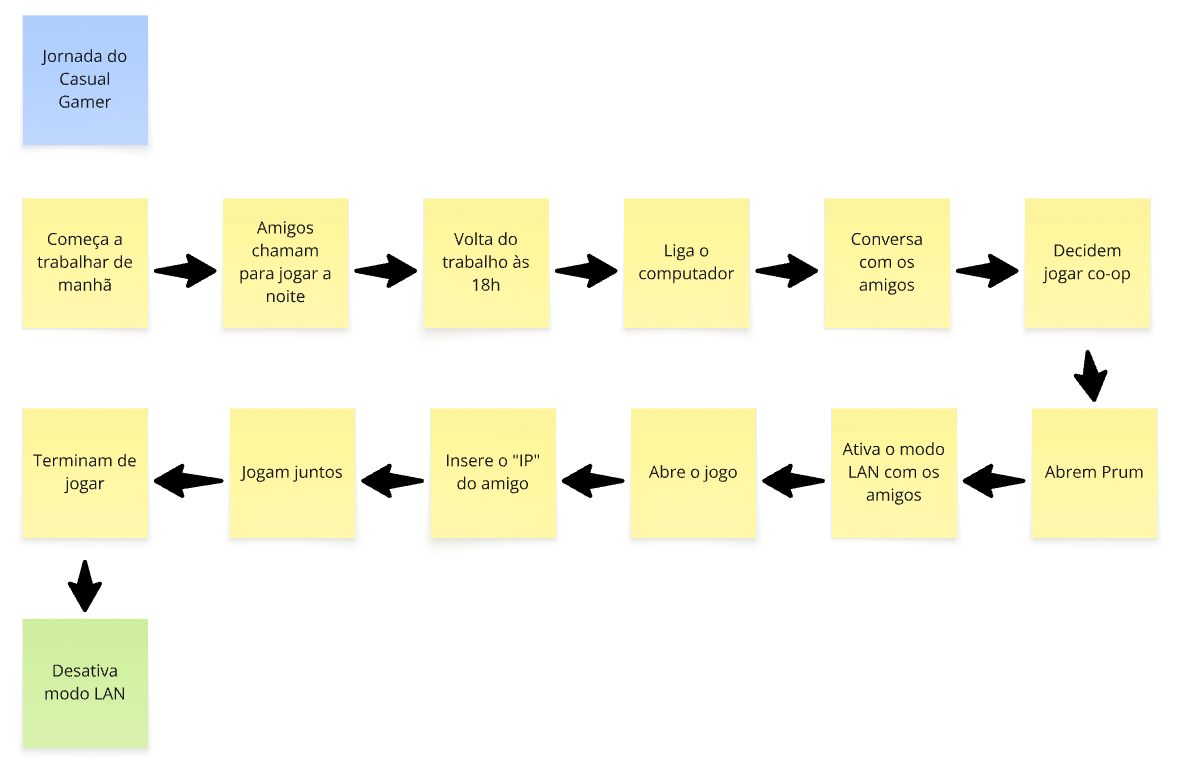 Jornada do
Casual
Gamer
Começa a
trabalhar de
manhã
Amigos
chamam
para jogar a
noite
Volta do
trabalho às
18h
Liga o
computador
Conversa
com os
amigos
Decidem
jogar co-op
Abrem Prum
Ativa o modo
LAN com os
amigos
Abre o jogo
Insere o "IP"
do amigo
Jogam juntos
Terminam de
jogar
Desativa
modo LAN